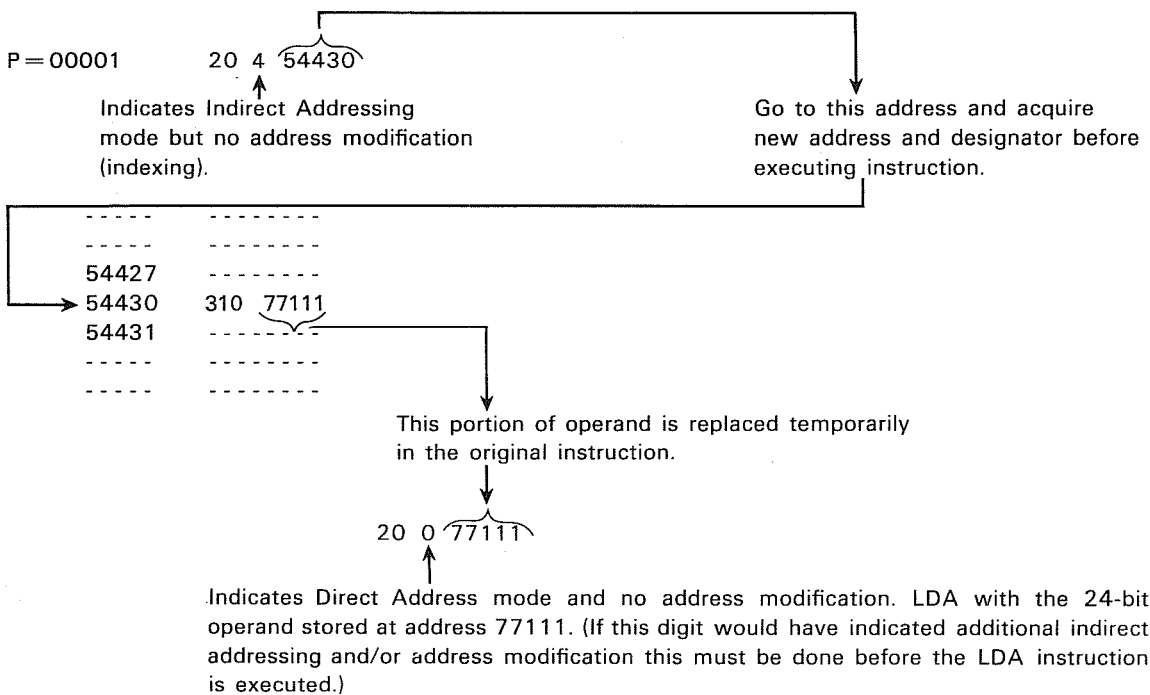 P = 00001 20 4 54430
Indicates Indirect Addressing
mode but no address modification
(indexing).
Go to this address and acquire
new address and designator before
executing instruction.
----- --------
----- --------
54427 --------
54430 310 77111
54431 --------
----- --------
----- --------
This portion of operand is replaced temporarily
in the original instruction.
20 0 77111
Indicates Direct Address mode and no address modification. LDA with the 24-bit
operand stored at address 77111. (If this digit would have indicated additional indirect
addressing and/or address modification this must be done before the LDA instruction
is executed.)